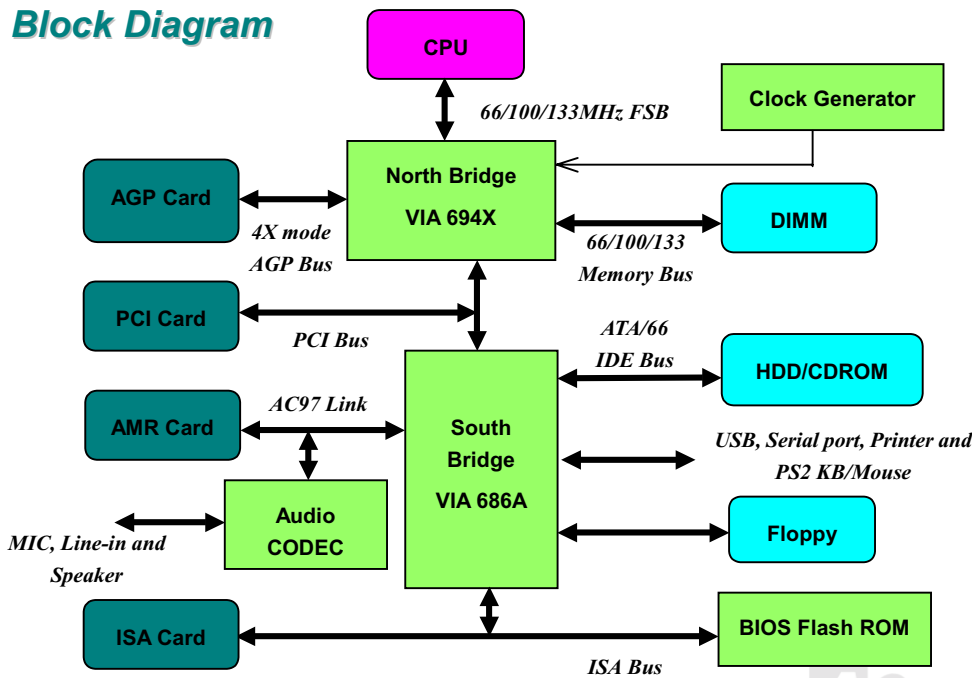 Block Diagram
CPU
66/100/133MHz FSB
Clock Generator
North Bridge
VIA 694X
AGP Card
4X mode
AGP Bus
DIMM
66/100/133
Memory Bus
PCI Card
PCI Bus
ATA/66
IDE Bus
HDD/CDROM
AMR Card
AC97 Link
South
Bridge
VIA 686A
USB, Serial port, Printer and
PS2 KB/Mouse
Audio
CODEC
MIC, Line-in and
Speaker
Floppy
ISA Card
BIOS Flash ROM
ISA Bus